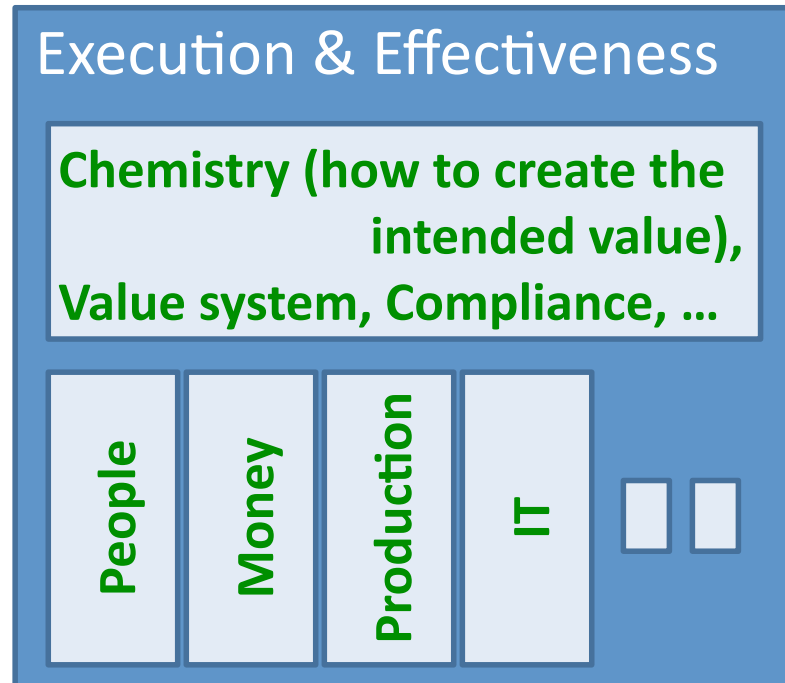 Execution & Effectiveness
Chemistry (how to create the
intended value),
Value system, Compliance, …
People
Money
Production
IT